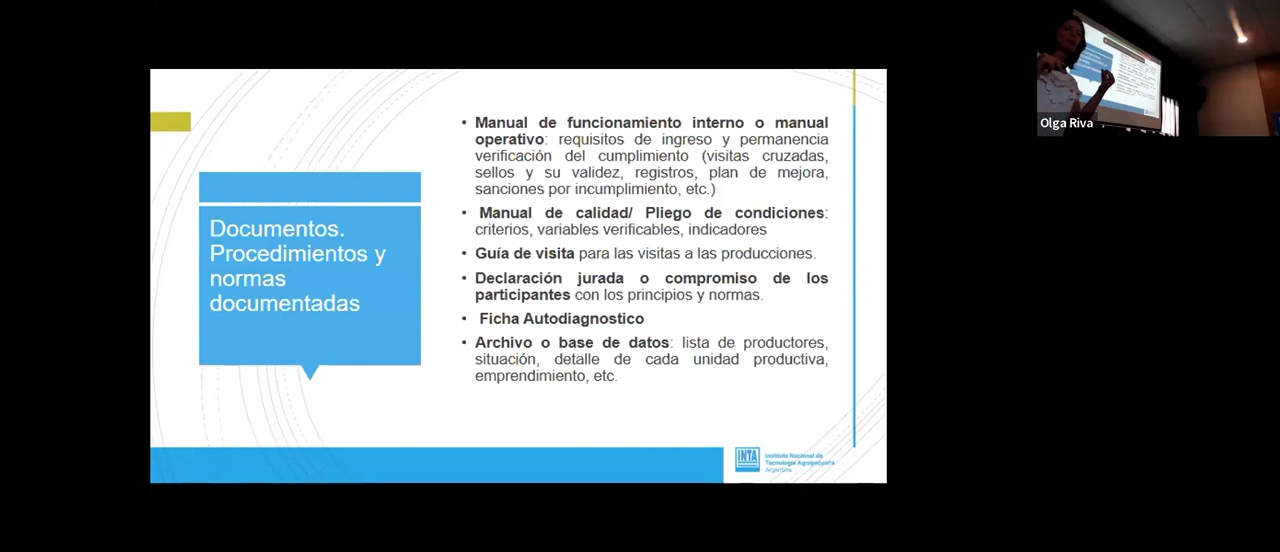 Documentos.
Procedimientos y
normas
documentadas
• Manual de funcionamiento interno o manual
operativo: requisitos de ingreso y permanencia
verificación del cumplimiento (visitas cruzadas,
sellos y su validez, registros, plan de mejora,
sanciones por incumplimiento, etc.)
• Manual de calidad/ Pliego de condiciones:
criterios, variables verificables, indicadores
• Guía de visita para las visitas a las producciones.
• Declaración jurada o compromiso de los
participantes con los principios y normas.
• Ficha Autodiagnostico
• Archivo o base de datos: lista de productores,
situación, detalle de cada unidad productiva,
emprendimiento, etc.
INTA
Instituto Nacional de
Tecnología Agropecuaria
Argentina
Olga Riva